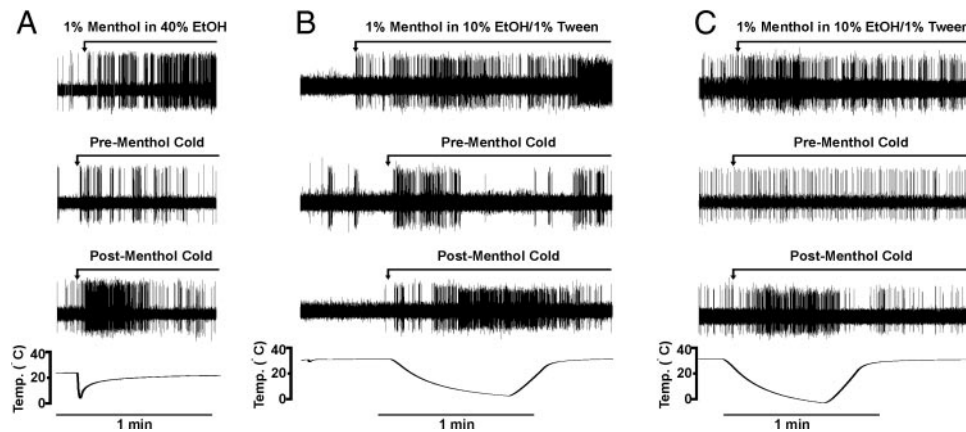 A
1% Menthol in 40% EtOH
Pre-Menthol Cold
Post-Menthol Cold
Temp. (°C)
40
20
0
1 min
B
1% Menthol in 10% EtOH/1% Tween
Pre-Menthol Cold
Post-Menthol Cold
Temp. (°C)
40
20
0
1 min
C
1% Menthol in 10% EtOH/1% Tween
Pre-Menthol Cold
Post-Menthol Cold
Temp. (°C)
40
20
0
1 min